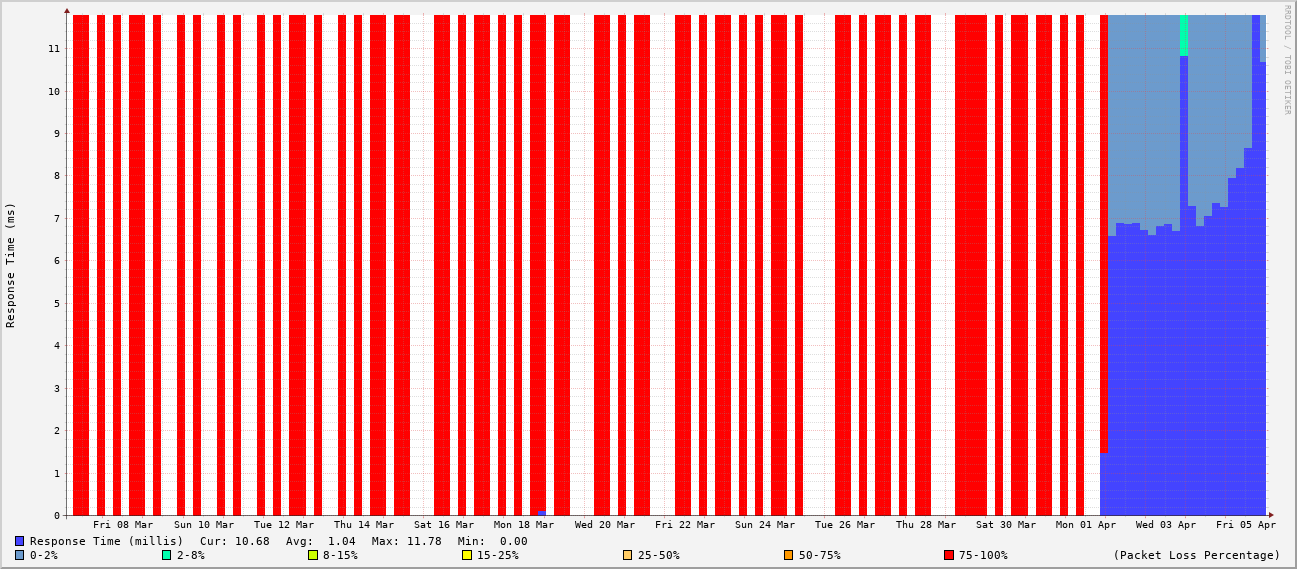 RRDTOOL / TOBI OETIKER
Response Time (ms)
11
10
9
8
7
6
5
4
3
2
1
0
Fri 08 Mar Sun 10 Mar Tue 12 Mar Thu 14 Mar Sat 16 Mar Mon 18 Mar Wed 20 Mar Fri 22 Mar Sun 24 Mar Tue 26 Mar Thu 28 Mar Sat 30 Mar Mon 01 Apr Wed 03 Apr Fri 05 Apr
Response Time (millis) Cur: 10.68 Avg: 1.04 Max: 11.78 Min: 0.00
0-2% 2-8% 8-15% 15-25% 25-50% 50-75% 75-100% (Packet Loss Percentage)